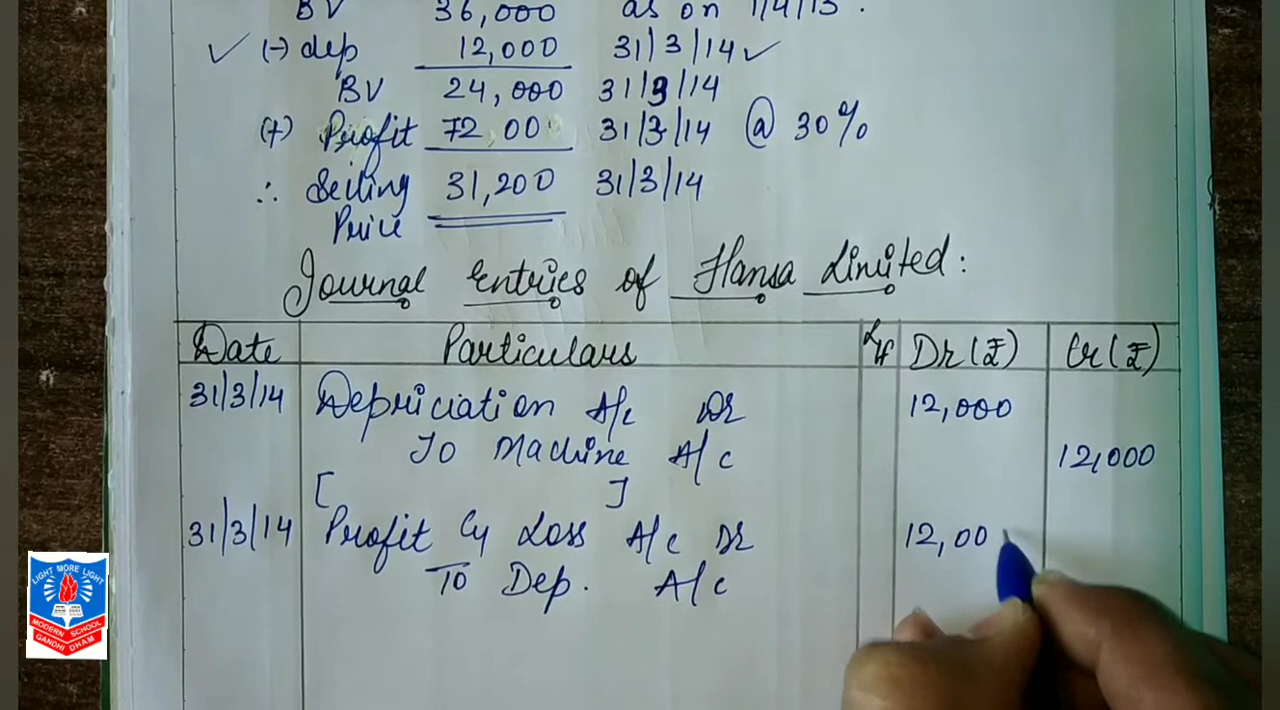 BV 36,000 as on 1/4/13.
✓ (-) dep 12,000 31/3/14 ✓
BV 24,000 31/3/14
(+) Profit 72,00 31/3/14 @ 30%
∴ Selling 31,200 31/3/14
Price
Journal Entries of Hansa Limited:
Date Particulars Lf Dr (₹) Cr (₹)
31/3/14 Depriciation A/c Dr 12,000
To Machine A/c 12,000
[ ]
31/3/14 Profit & Loss A/c Dr 12,00
To Dep. A/c
LIGHT MORE LIGHT
MODERN SCHOOL
GANDHI DHAM